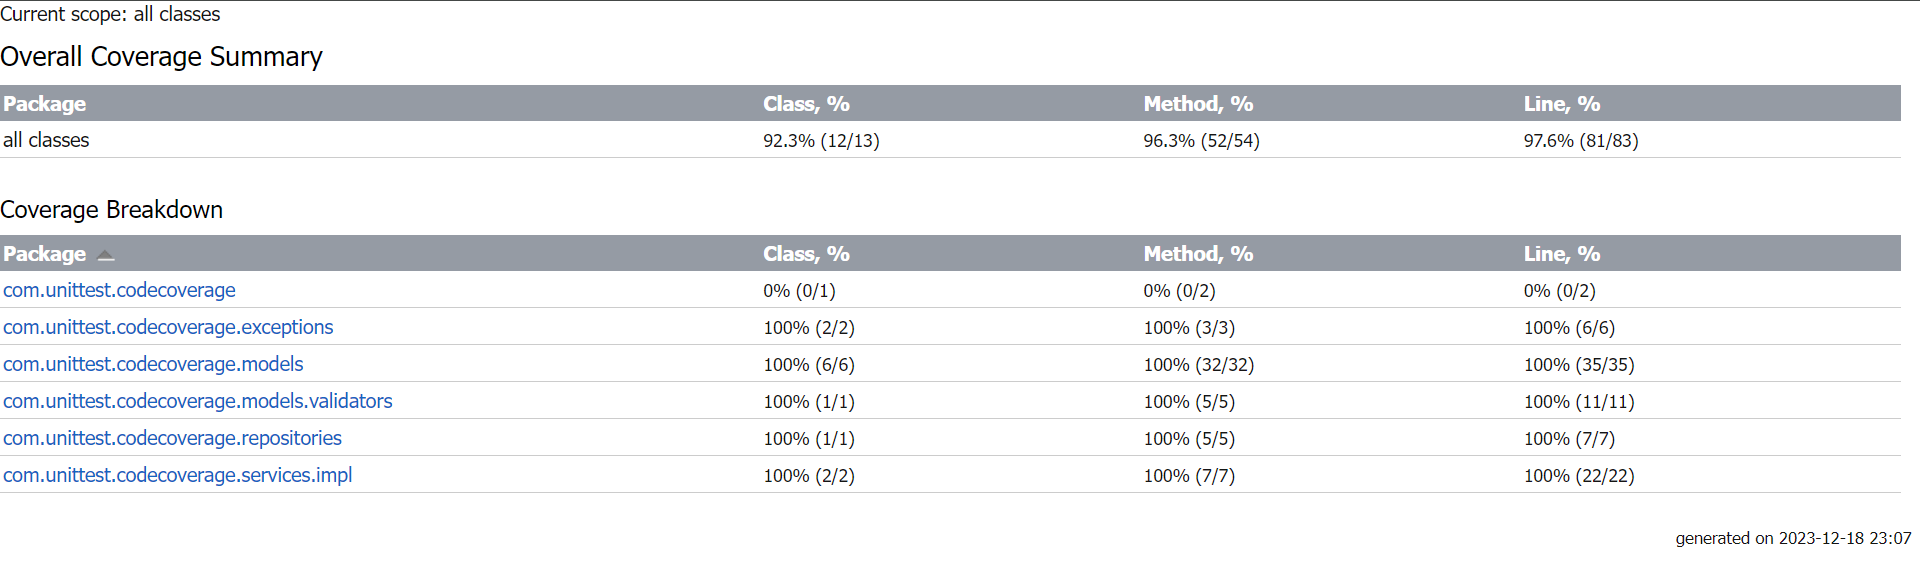 Current scope: all classes
Overall Coverage Summary
Package Class, % Method, % Line, %
all classes 92.3% (12/13) 96.3% (52/54) 97.6% (81/83)
Coverage Breakdown
Package Class, % Method, % Line, %
com.unittest.codecoverage 0% (0/1) 0% (0/2) 0% (0/2)
com.unittest.codecoverage.exceptions 100% (2/2) 100% (3/3) 100% (6/6)
com.unittest.codecoverage.models 100% (6/6) 100% (32/32) 100% (35/35)
com.unittest.codecoverage.models.validators 100% (1/1) 100% (5/5) 100% (11/11)
com.unittest.codecoverage.repositories 100% (1/1) 100% (5/5) 100% (7/7)
com.unittest.codecoverage.services.impl 100% (2/2) 100% (7/7) 100% (22/22)
generated on 2023-12-18 23:07